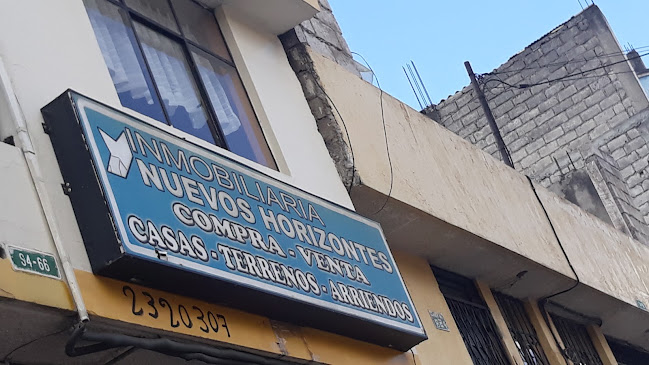 INMOBILIARIA
NUEVOS HORIZONTES
COMPRA - VENTA
CASAS - TERRENOS - ARRIENDOS
S4-66
2320307